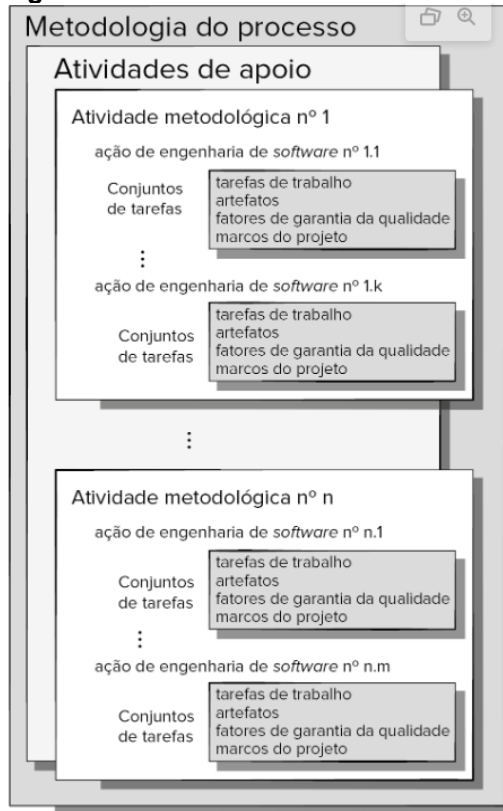 Metodologia do processo
Atividades de apoio
Atividade metodológica nº 1
ação de engenharia de software nº 1.1
Conjuntos
de tarefas
tarefas de trabalho
artefatos
fatores de garantia da qualidade
marcos do projeto
ação de engenharia de software nº 1.k
Conjuntos
de tarefas
tarefas de trabalho
artefatos
fatores de garantia da qualidade
marcos do projeto
Atividade metodológica nº n
ação de engenharia de software nº n.1
Conjuntos
de tarefas
tarefas de trabalho
artefatos
fatores de garantia da qualidade
marcos do projeto
ação de engenharia de software nº n.m
Conjuntos
de tarefas
tarefas de trabalho
artefatos
fatores de garantia da qualidade
marcos do projeto